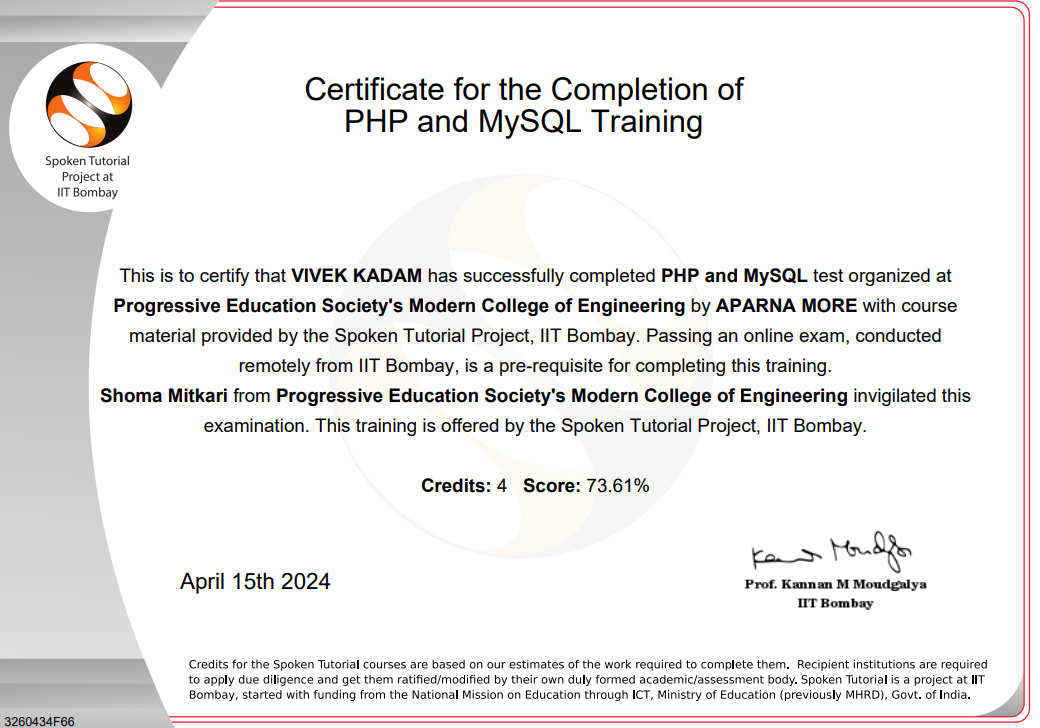 Certificate for the Completion of
PHP and MySQL Training
Spoken Tutorial
Project at
IIT Bombay
This is to certify that VIVEK KADAM has successfully completed PHP and MySQL test organized at
Progressive Education Society's Modern College of Engineering by APARNA MORE with course
material provided by the Spoken Tutorial Project, IIT Bombay. Passing an online exam, conducted
remotely from IIT Bombay, is a pre-requisite for completing this training.
Shoma Mitkari from Progressive Education Society's Modern College of Engineering invigilated this
examination. This training is offered by the Spoken Tutorial Project, IIT Bombay.
Credits: 4 Score: 73.61%
April 15th 2024
Prof. Kannan M Moudgalya
IIT Bombay
Credits for the Spoken Tutorial courses are based on our estimates of the work required to complete them. Recipient institutions are required
to apply due diligence and get them ratified/modified by their own duly formed academic/assessment body. Spoken Tutorial is a project at IIT
Bombay, started with funding from the National Mission on Education through ICT, Ministry of Education (previously MHRD), Govt. of India.
3260434F66